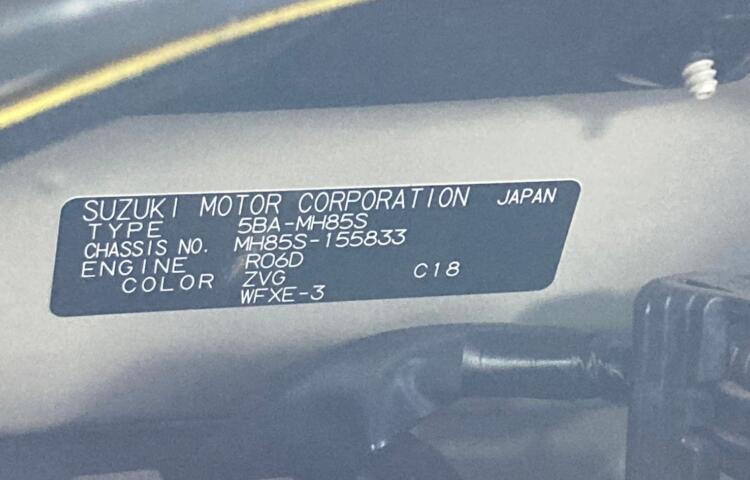 SUZUKI MOTOR CORPORATION JAPAN
TYPE 5BA-MH85S
CHASSIS NO. MH85S-155833
ENGINE R06D
COLOR ZVG C18
WFXE-3